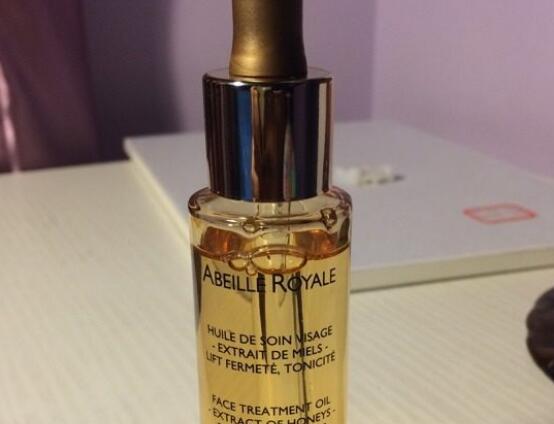 ABEILLE ROYALE
HUILE DE SOIN VISAGE
- EXTRAIT DE MIELS -
LIFT FERMETÉ, TONICITÉ
FACE TREATMENT OIL
- EXTRACT OF HONEYS -